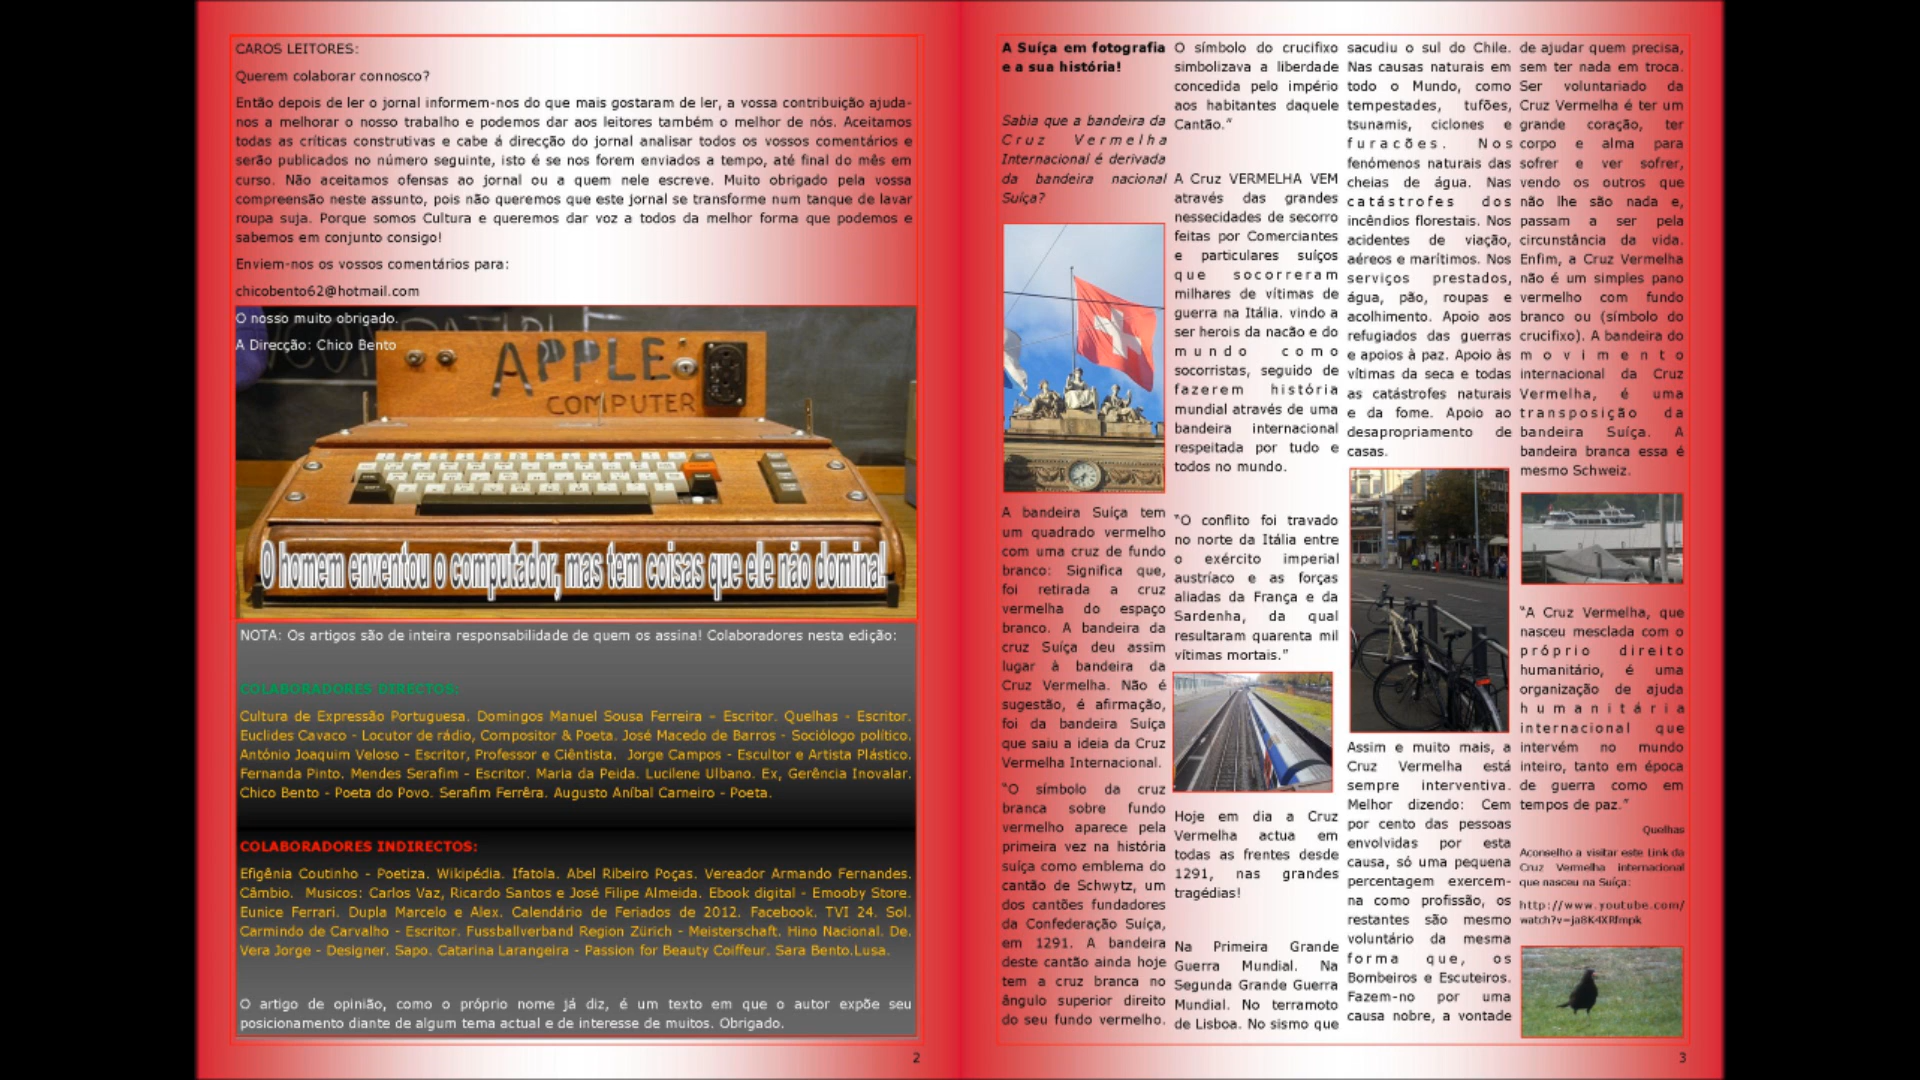 CAROS LEITORES:
Querem colaborar connosco?
Então depois de ler o jornal informem-nos do que mais gostaram de ler, a vossa contribuição ajuda-
nos a melhorar o nosso trabalho e podemos dar aos leitores também o melhor de nós. Aceitamos
todas as críticas construtivas e cabe á direcção do jornal analisar todos os vossos comentários e
serão publicados no número seguinte, isto é se nos forem enviados a tempo, até final do mês em
curso. Não aceitamos ofensas ao jornal ou a quem nele escreve. Muito obrigado pela vossa
compreensão neste assunto, pois não queremos que este jornal se transforme num tanque de lavar
roupa suja. Porque somos Cultura e queremos dar voz a todos da melhor forma que podemos e
sabemos em conjunto consigo!
Enviem-nos os vossos comentários para:
chicobento62@hotmail.com
O nosso muito obrigado.
A Direcção: Chico Bento
APPLE
COMPUTER
O homem enventou o computador, mas tem coisas que ele não domina!
NOTA: Os artigos são de inteira responsabilidade de quem os assina! Colaboradores nesta edição:
COLABORADORES DIRECTOS:
Cultura de Expressão Portuguesa. Domingos Manuel Sousa Ferreira – Escritor. Quelhas - Escritor.
Euclides Cavaco - Locutor de rádio, Compositor & Poeta. José Macedo de Barros - Sociólogo político.
António Joaquim Veloso - Escritor, Professor e Ciêntista. Jorge Campos - Escultor e Artista Plástico.
Fernanda Pinto. Mendes Serafim - Escritor. Maria da Peida. Lucilene Ulbano. Ex, Gerência Inovalar.
Chico Bento - Poeta do Povo. Serafim Ferrêra. Augusto Aníbal Carneiro - Poeta.
COLABORADORES INDIRECTOS:
Efigênia Coutinho - Poetiza. Wikipédia. Ifatola. Abel Ribeiro Poças. Vereador Armando Fernandes.
Câmbio. Musicos: Carlos Vaz, Ricardo Santos e José Filipe Almeida. Ebook digital - Emooby Store.
Eunice Ferrari. Dupla Marcelo e Alex. Calendário de Feriados de 2012. Facebook. TVI 24. Sol.
Carmindo de Carvalho - Escritor. Fussballverband Region Zürich - Meisterschaft. Hino Nacional. De.
Vera Jorge - Designer. Sapo. Catarina Larangeira - Passion for Beauty Coiffeur. Sara Bento.Lusa.
O artigo de opinião, como o próprio nome já diz, é um texto em que o autor expõe seu
posicionamento diante de algum tema actual e de interesse de muitos. Obrigado.
2
A Suíça em fotografia
e a sua história!
Sabia que a bandeira da
Cruz Vermelha
Internacional é derivada
da bandeira nacional
Suíça?
A bandeira Suíça tem
um quadrado vermelho
com uma cruz de fundo
branco: Significa que,
foi retirada a cruz
vermelha do espaço
branco. A bandeira da
cruz Suíça deu assim
lugar à bandeira da
Cruz Vermelha. Não é
sugestão, é afirmação,
foi da bandeira Suíça
que saiu a ideia da Cruz
Vermelha Internacional.
"O símbolo da cruz
branca sobre fundo
vermelho aparece pela
primeira vez na história
suíça como emblema do
cantão de Schwytz, um
dos cantões fundadores
da Confederação Suíça,
em 1291. A bandeira
deste cantão ainda hoje
tem a cruz branca no
ângulo superior direito
do seu fundo vermelho.
O símbolo do crucifixo
simbolizava a liberdade
concedida pelo império
aos habitantes daquele
Cantão."
A Cruz VERMELHA VEM
através das grandes
nessecidades de socorro
feitas por Comerciantes
e particulares suíços
que socorreram
milhares de vítimas de
guerra na Itália. vindo a
ser herois da nacão e do
mundo como
socorristas, seguido de
fazerem história
mundial através de uma
bandeira internacional
respeitada por tudo e
todos no mundo.
"O conflito foi travado
no norte da Itália entre
o exército imperial
austríaco e as forças
aliadas da França e da
Sardenha, da qual
resultaram quarenta mil
vítimas mortais."
Hoje em dia a Cruz
Vermelha actua em
todas as frentes desde
1291, nas grandes
tragédias!
Na Primeira Grande
Guerra Mundial. Na
Segunda Grande Guerra
Mundial. No terramoto
de Lisboa. No sismo que
sacudiu o sul do Chile.
Nas causas naturais em
todo o Mundo, como
tempestades, tufões,
tsunamis, ciclones e
furacões. Nos
fenómenos naturais das
cheias de água. Nas
catástrofes dos
incêndios florestais. Nos
acidentes de viação,
aéreos e marítimos. Nos
serviços prestados,
água, pão, roupas e
acolhimento. Apoio aos
refugiados das guerras
e apoios à paz. Apoio às
vítimas da seca e todas
as catástrofes naturais
e da fome. Apoio ao
desapropriamento de
casas.
Assim e muito mais, a
Cruz Vermelha está
sempre interventiva.
Melhor dizendo: Cem
por cento das pessoas
envolvidas por esta
causa, só uma pequena
percentagem exercem-
na como profissão, os
restantes são mesmo
voluntário da mesma
forma que, os
Bombeiros e Escuteiros.
Fazem-no por uma
causa nobre, a vontade
de ajudar quem precisa,
sem ter nada em troca.
Ser voluntariado da
Cruz Vermelha é ter um
grande coração, ter
corpo e alma para
sofrer e ver sofrer,
vendo os outros que
não lhe são nada e,
passam a ser pela
circunstância da vida.
Enfim, a Cruz Vermelha
não é um simples pano
vermelho com fundo
branco ou (símbolo do
crucifixo). A bandeira do
movimento
internacional da Cruz
Vermelha, é uma
transposição da
bandeira Suíça. A
bandeira branca essa é
mesmo Schweiz.
"A Cruz Vermelha, que
nasceu mesclada com o
próprio direito
humanitário, é uma
organização de ajuda
humanitária
internacional que
intervém no mundo
inteiro, tanto em época
de guerra como em
tempos de paz."
Quelhas
Aconselho a visitar este Link da
Cruz Vermelha internacional
que nasceu na Suíça:
http://www.youtube.com/
watch?v=ja8K4XRfmpk
3